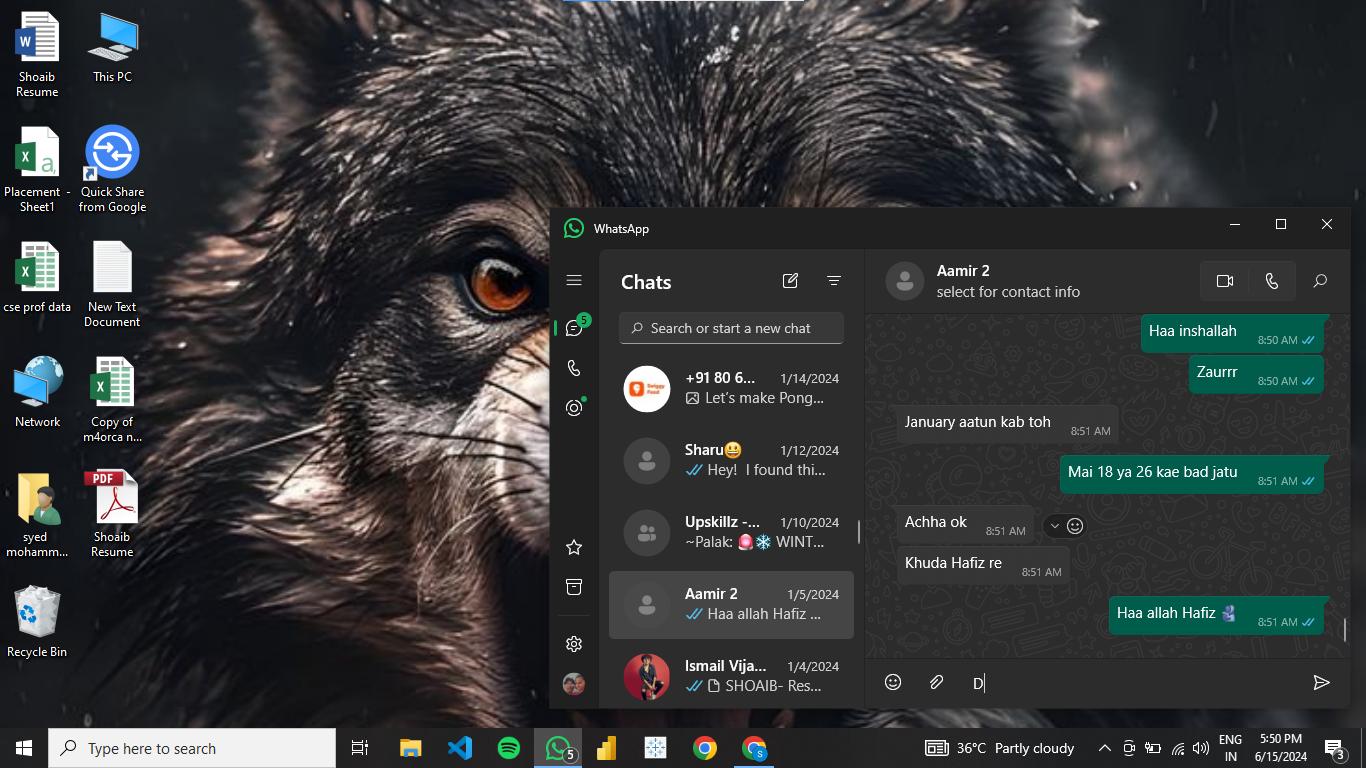 Shoaib
Resume
This PC
Placement -
Sheet1
Quick Share
from Google
cse prof data
New Text
Document
Network
Copy of
m4orca n...
syed
mohamm...
PDF
Shoaib
Resume
Recycle Bin
WhatsApp
5
Chats
Search or start a new chat
+91 80 6... 1/14/2024
Let's make Pong...
Sharu😃 1/12/2024
Hey! I found thi...
Upskillz -... 1/10/2024
~Palak: 🚨❄️ WINT...
Aamir 2 1/5/2024
Haa allah Hafiz ...
Ismail Vija... 1/4/2024
SHOAIB- Res...
Aamir 2
select for contact info
Haa inshallah 8:50 AM
Zaurrr 8:50 AM
January aatun kab toh 8:51 AM
Mai 18 ya 26 kae bad jatu 8:51 AM
Achha ok 8:51 AM
Khuda Hafiz re 8:51 AM
Haa allah Hafiz 🫂 8:51 AM
D
Type here to search
5
36°C Partly cloudy
ENG
IN
5:50 PM
6/15/2024
3